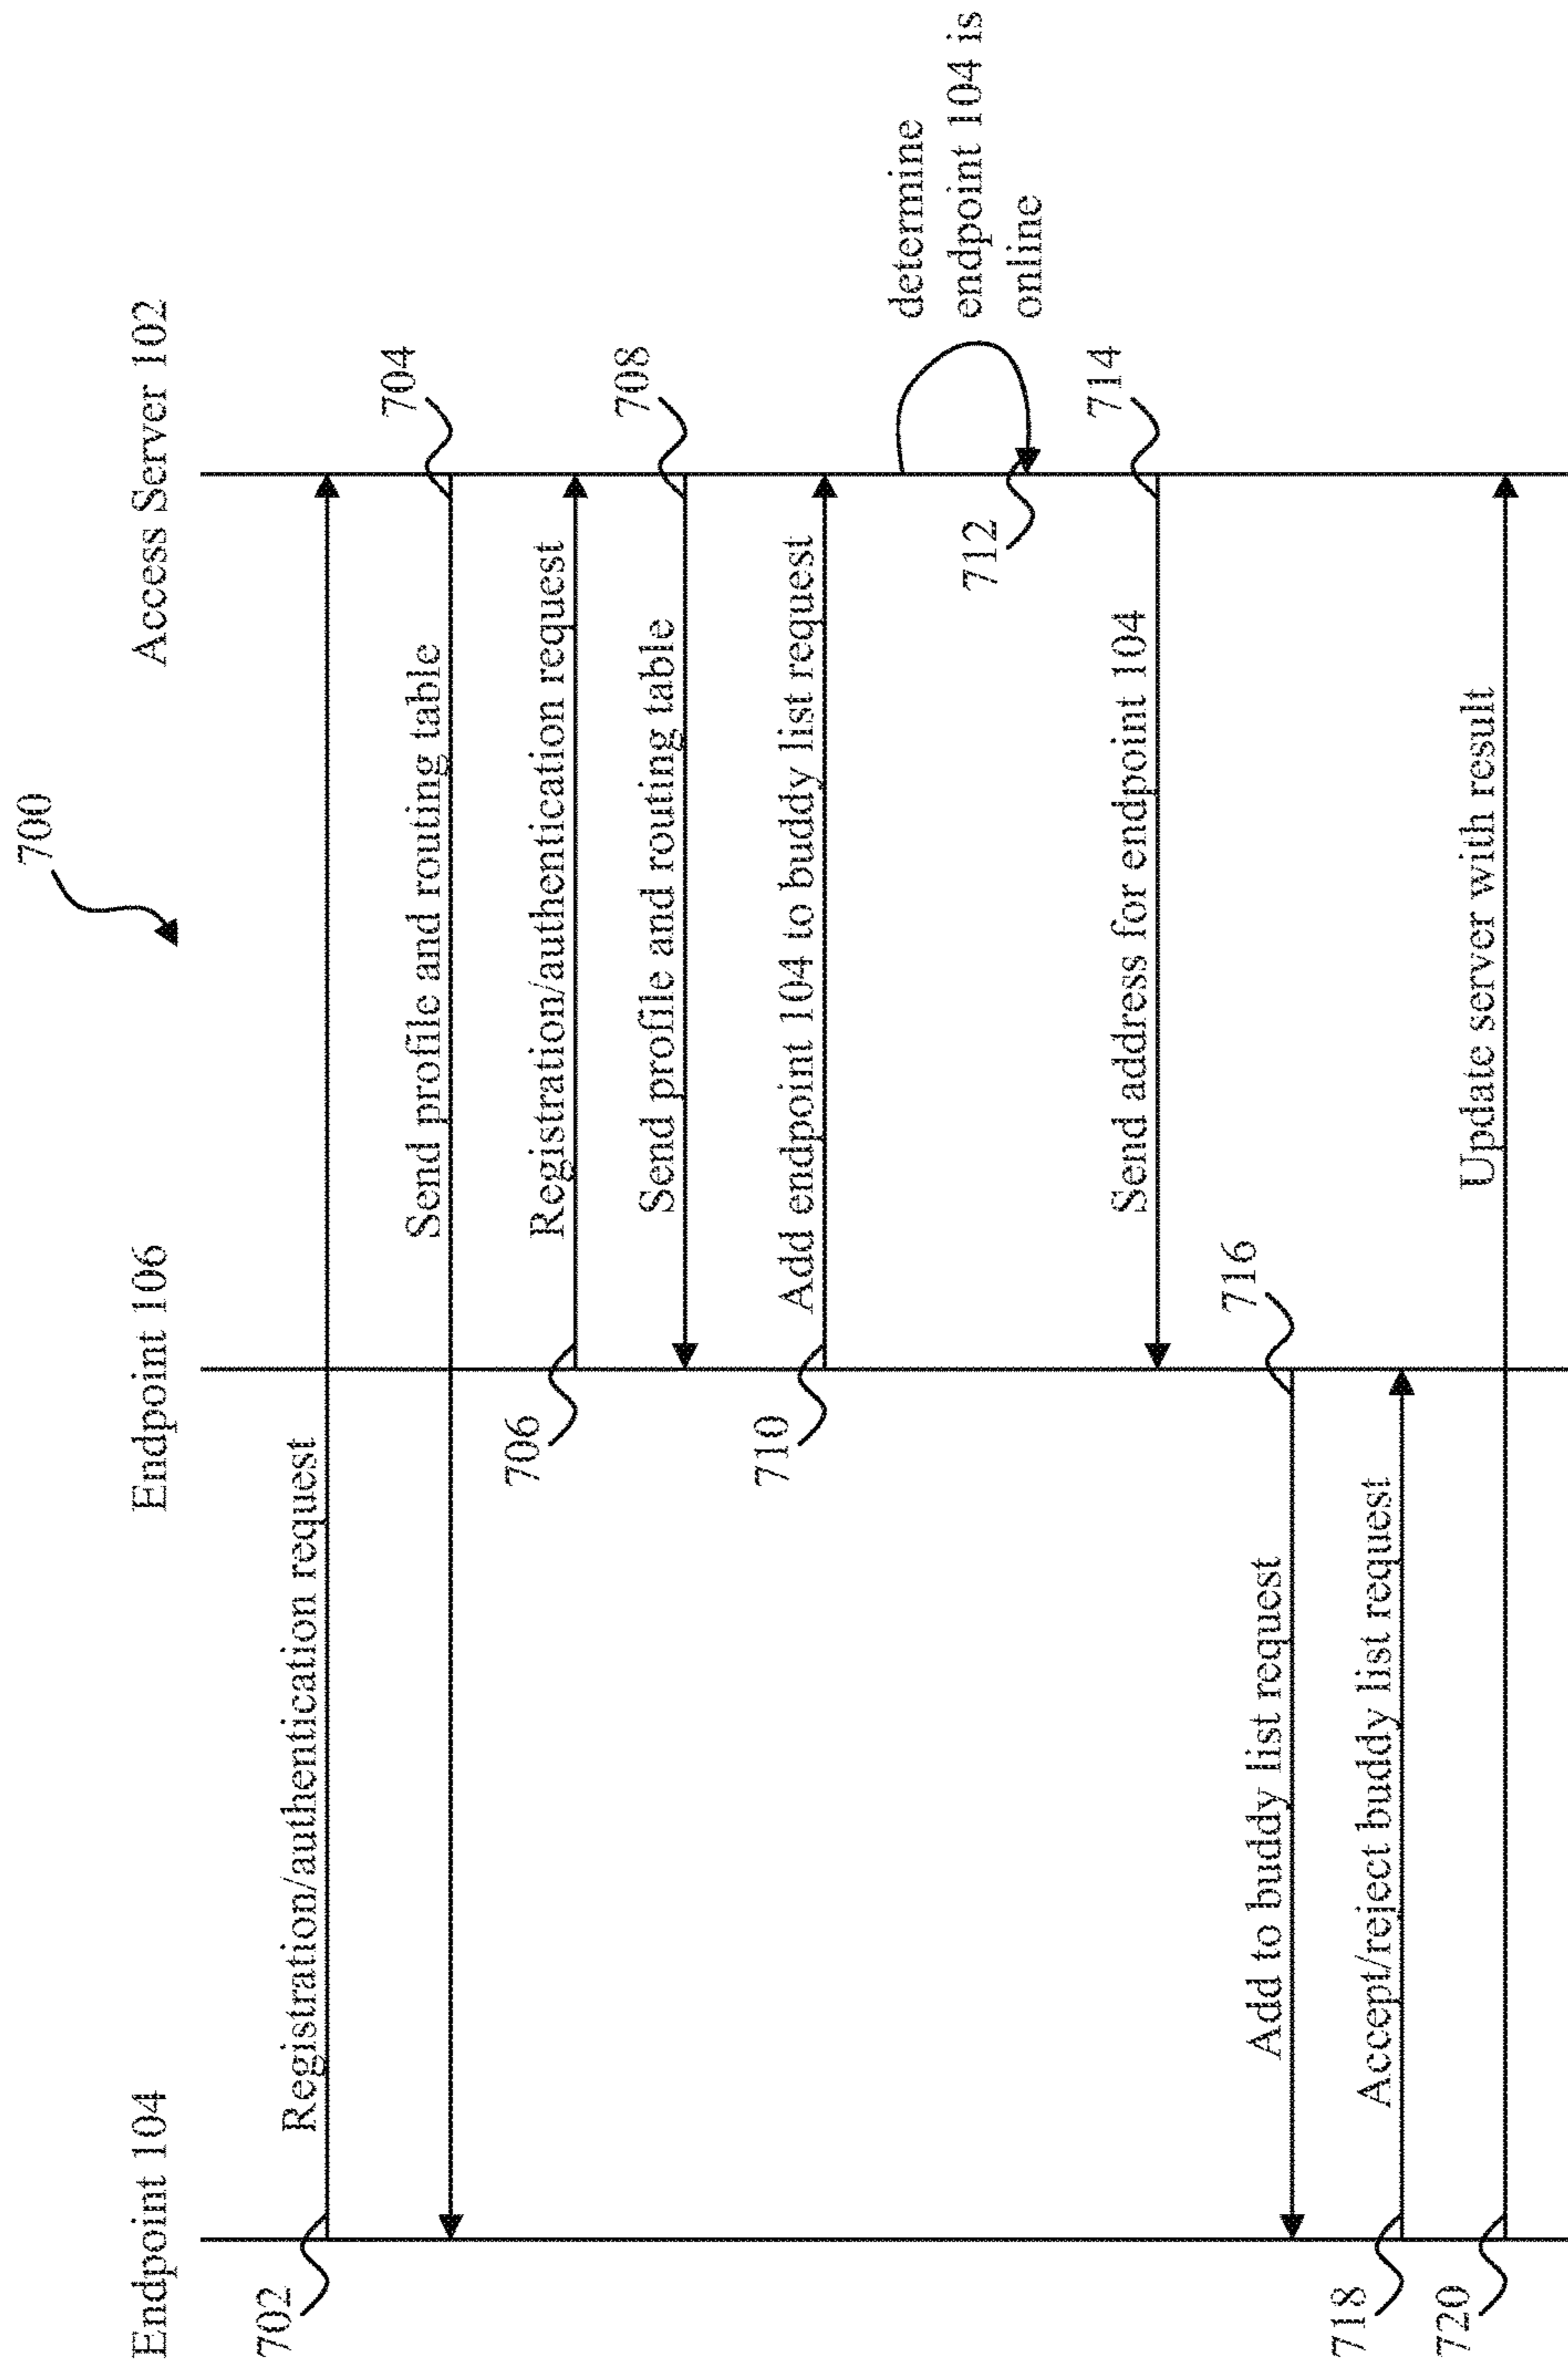 700
Endpoint 104
Endpoint 106
Access Server 102
702
Registration/authentication request
704
Send profile and routing table
706
Registration/authentication request
708
Send profile and routing table
710
Add endpoint 104 to buddy list request
determine
endpoint 104 is
online
712
714
Send address for endpoint 104
716
Add to buddy list request
718
Accept/reject buddy list request
720
Update server with result